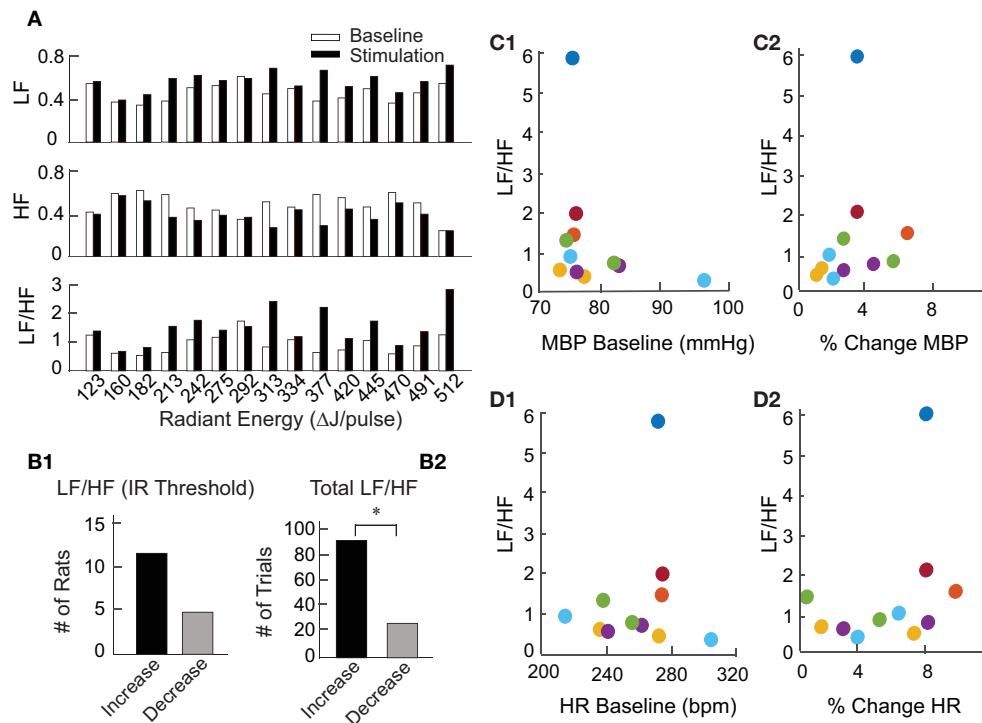 A
Baseline
Stimulation
LF
0.8
0.4
0
HF
0.8
0.4
0
LF/HF
3
2
1
0
123 160 182 213 242 275 292 313 334 377 420 445 470 491 512
Radiant Energy (ΔJ/pulse)
B1
LF/HF (IR Threshold)
# of Rats
15
10
5
0
Increase Decrease
B2
Total LF/HF
*
# of Trials
100
80
60
40
20
0
Increase Decrease
C1
LF/HF
6
5
4
3
2
1
0
70 80 90 100
MBP Baseline (mmHg)
C2
LF/HF
6
5
4
3
2
1
0
0 4 8
% Change MBP
D1
LF/HF
6
5
4
3
2
1
0
200 240 280 320
HR Baseline (bpm)
D2
LF/HF
6
5
4
3
2
1
0
0 4 8
% Change HR